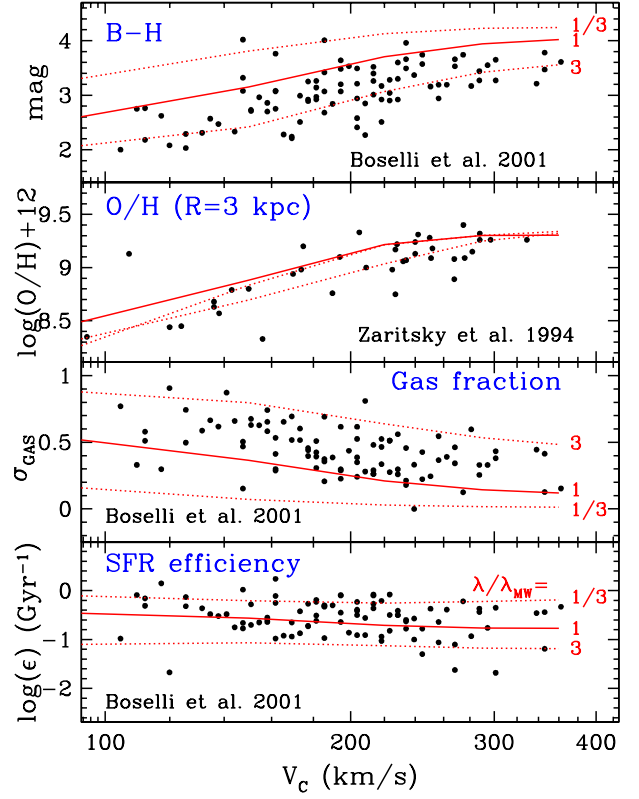 B−H
1/3
1
3
4
3
2
mag
Boselli et al. 2001
O/H (R=3 kpc)
9.5
9
8.5
log(O/H)+12
Zaritsky et al. 1994
Gas fraction
1
0.5
0
σGAS
3
1
1/3
Boselli et al. 2001
SFR efficiency
λ/λMW=
1/3
1
3
0
−1
−2
log(ϵ) (Gyr⁻¹)
Boselli et al. 2001
100 200 300 400
VC (km/s)